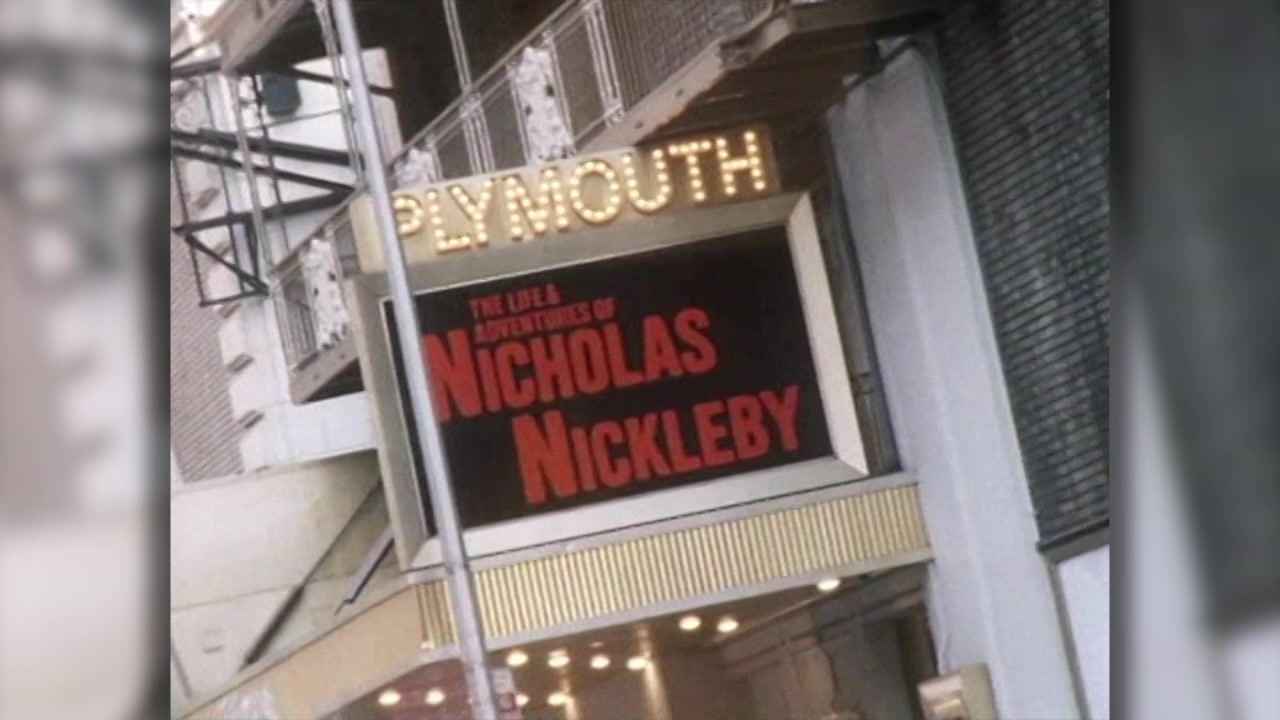 PLYMOUTH
THE LIFE &
ADVENTURES OF
NICHOLAS
NICKLEBY